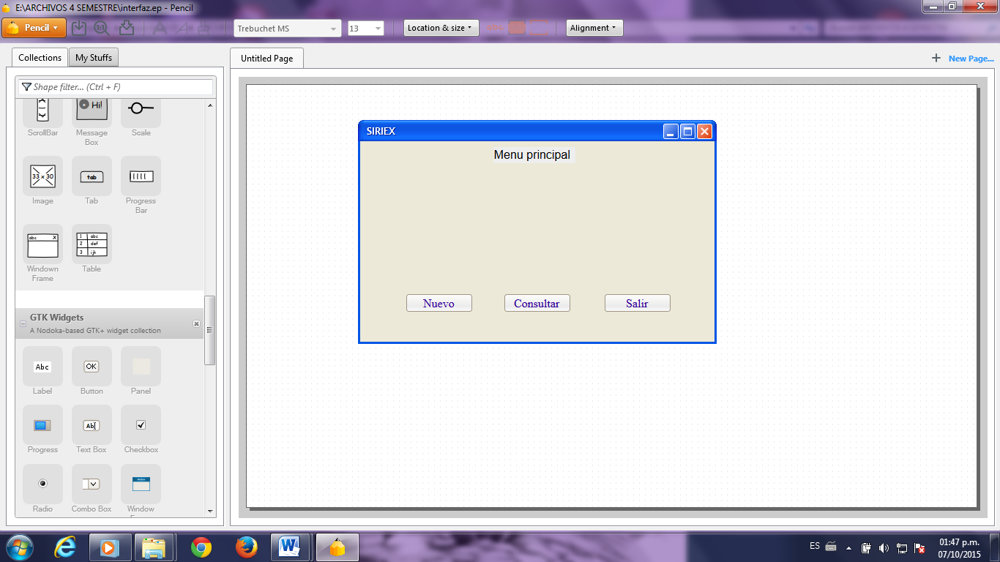 E:\ARCHIVOS 4 SEMESTRE\interfaz.ep - Pencil
Pencil
1:1
Trebuchet MS
13
Location & size
abc
Alignment
Collections
My Stuffs
Untitled Page
New Page...
Shape filter... (Ctrl + F)
Hi!
ScrollBar
Message
Box
Scale
33 x 30
tab
Image
Tab
Progress
Bar
abc X
1 abc
2 def
3 ijk
Windown
Frame
Table
GTK Widgets
A Nodoka-based GTK+ widget collection
Abc
OK
Label
Button
Panel
Abc
Progress
Text Box
Checkbox
Radio
Combo Box
Window
SIRIEX
Menu principal
Nuevo
Consultar
Salir
ES
01:47 p.m.
07/10/2015